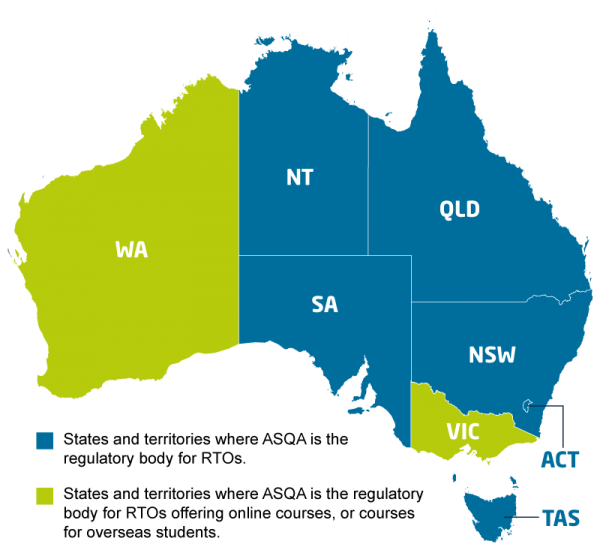 NT
QLD
WA
SA
NSW
VIC
ACT
TAS
States and territories where ASQA is the
regulatory body for RTOs.
States and territories where ASQA is the regulatory
body for RTOs offering online courses, or courses
for overseas students.